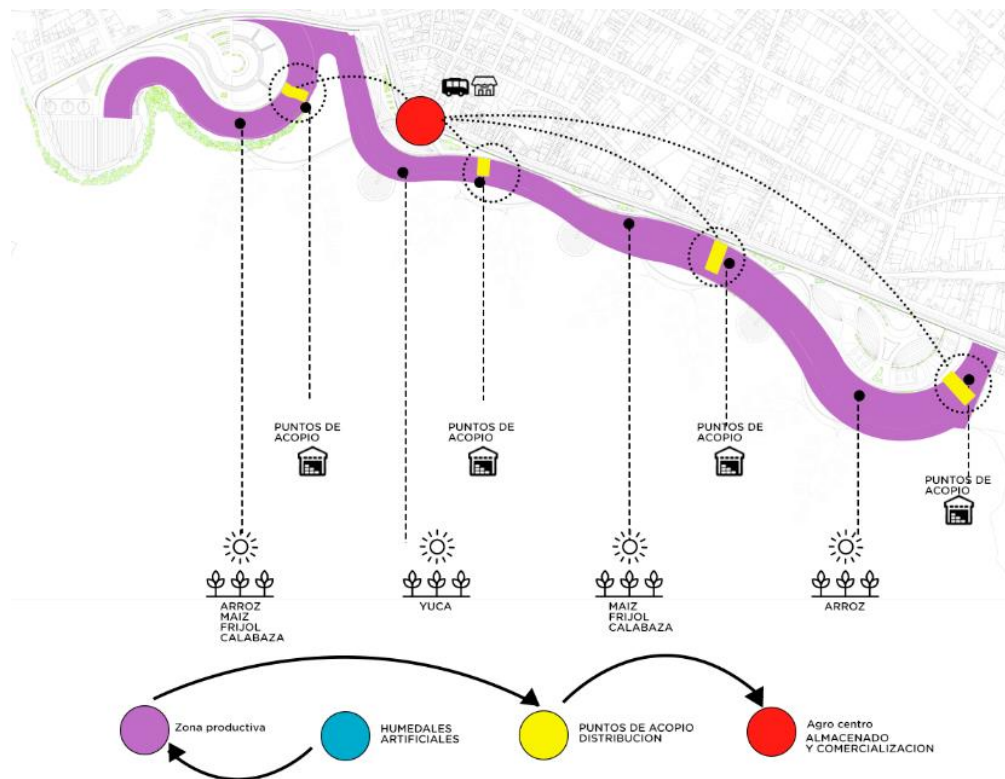 PUNTOS DE
ACOPIO
PUNTOS DE
ACOPIO
PUNTOS DE
ACOPIO
PUNTOS DE
ACOPIO
ARROZ
MAIZ
FRIJOL
CALABAZA
YUCA
MAIZ
FRIJOL
CALABAZA
ARROZ
Zona productiva
HUMEDALES
ARTIFICIALES
PUNTOS DE ACOPIO
DISTRIBUCION
Agro centro
ALMACENADO
Y COMERCIALIZACION